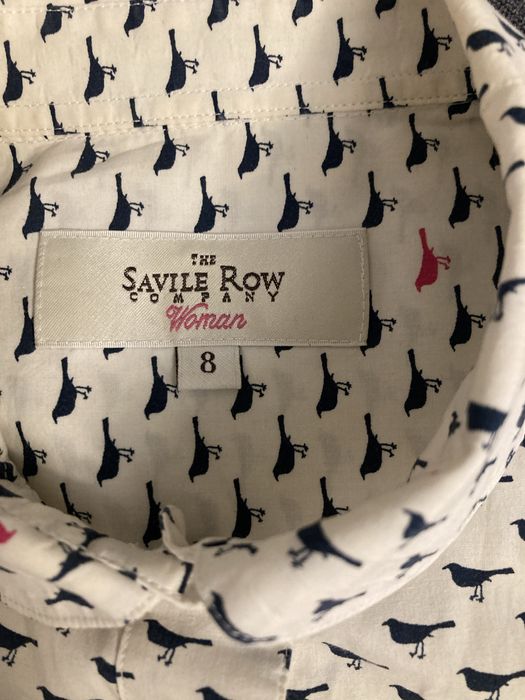 THE
SAVILE ROW
COMPANY
Woman
8